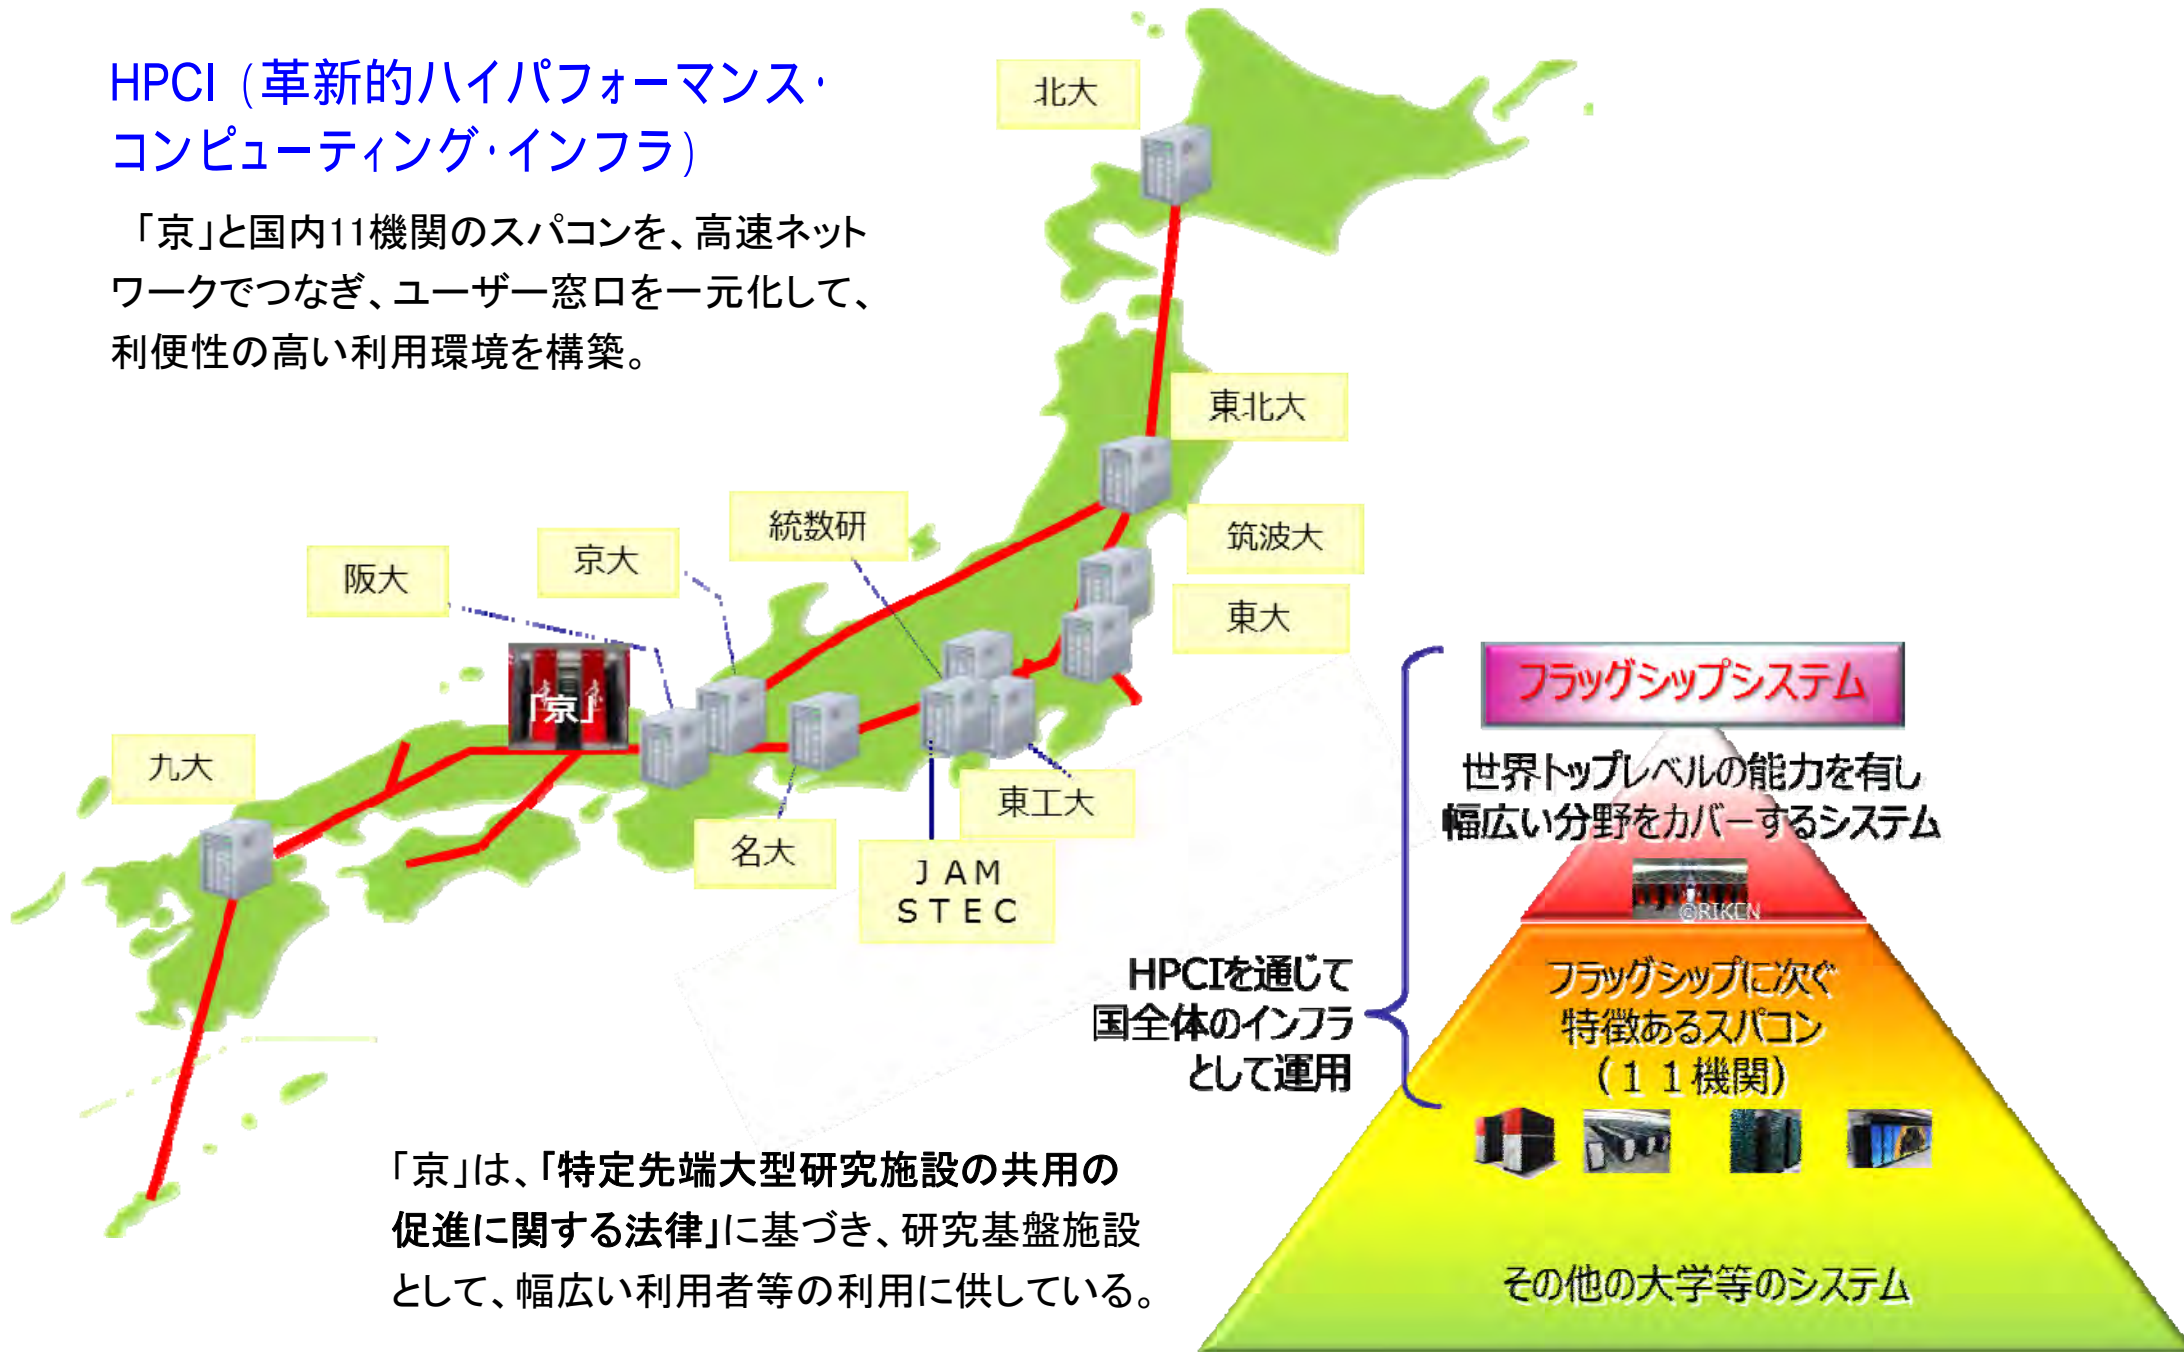 HPCI（革新的ハイパフォーマンス・
コンピューティング・インフラ）
「京」と国内11機関のスパコンを、高速ネット
ワークでつなぎ、ユーザー窓口を一元化して、
利便性の高い利用環境を構築。
北大
東北大
筑波大
東大
統数研
京大
阪大
「京」
九大
名大
東工大
ＪＡＭ
ＳＴＥＣ
フラッグシップシステム
世界トップレベルの能力を有し
幅広い分野をカバーするシステム
©RIKEN
HPCIを通じて
国全体のインフラ
として運用
フラッグシップに次ぐ
特徴あるスパコン
（１１機関）
その他の大学等のシステム
「京」は、「特定先端大型研究施設の共用の
促進に関する法律」に基づき、研究基盤施設
として、幅広い利用者等の利用に供している。